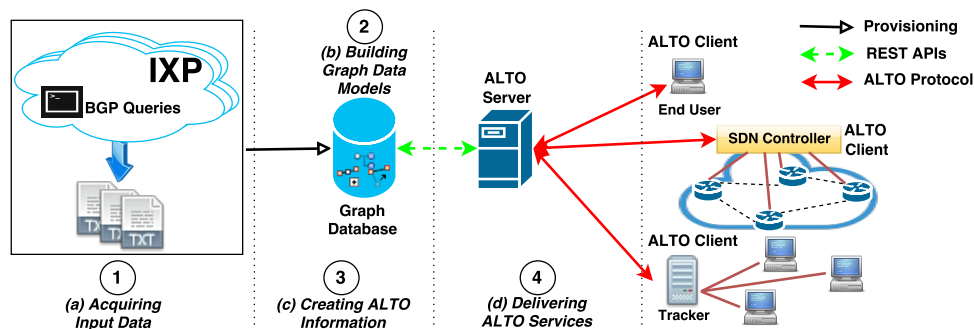 IXP
>_
BGP Queries
TXT
TXT
TXT
1
(a) Acquiring
Input Data
2
(b) Building
Graph Data
Models
Graph
Database
3
(c) Creating ALTO
Information
ALTO
Server
4
(d) Delivering
ALTO Services
Provisioning
REST APIs
ALTO Protocol
ALTO Client
End User
SDN Controller
ALTO
Client
ALTO Client
Tracker